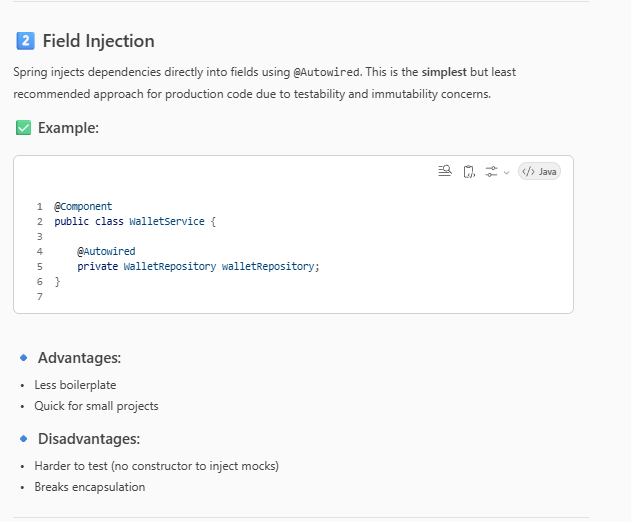 2 Field Injection
Spring injects dependencies directly into fields using @Autowired. This is the simplest but least
recommended approach for production code due to testability and immutability concerns.
Example:
</> Java
1 @Component
2 public class WalletService {
3
4     @Autowired
5     private WalletRepository walletRepository;
6 }
7
Advantages:
• Less boilerplate
• Quick for small projects
Disadvantages:
• Harder to test (no constructor to inject mocks)
• Breaks encapsulation